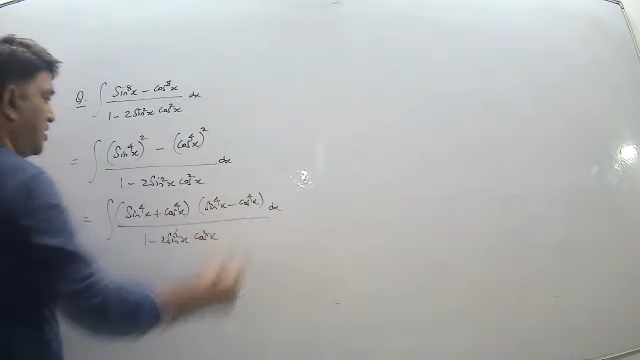 Q. ∫ (Sin⁸x − Cos⁸x) / (1 − 2Sin²x Cos²x) dx
= ∫ ((Sin⁴x)² − (Cos⁴x)²) / (1 − 2Sin²x Cos²x) dx
= ∫ ((Sin⁴x + Cos⁴x) (Sin⁴x − Cos⁴x)) / (1 − 2Sin²x Cos²x) dx